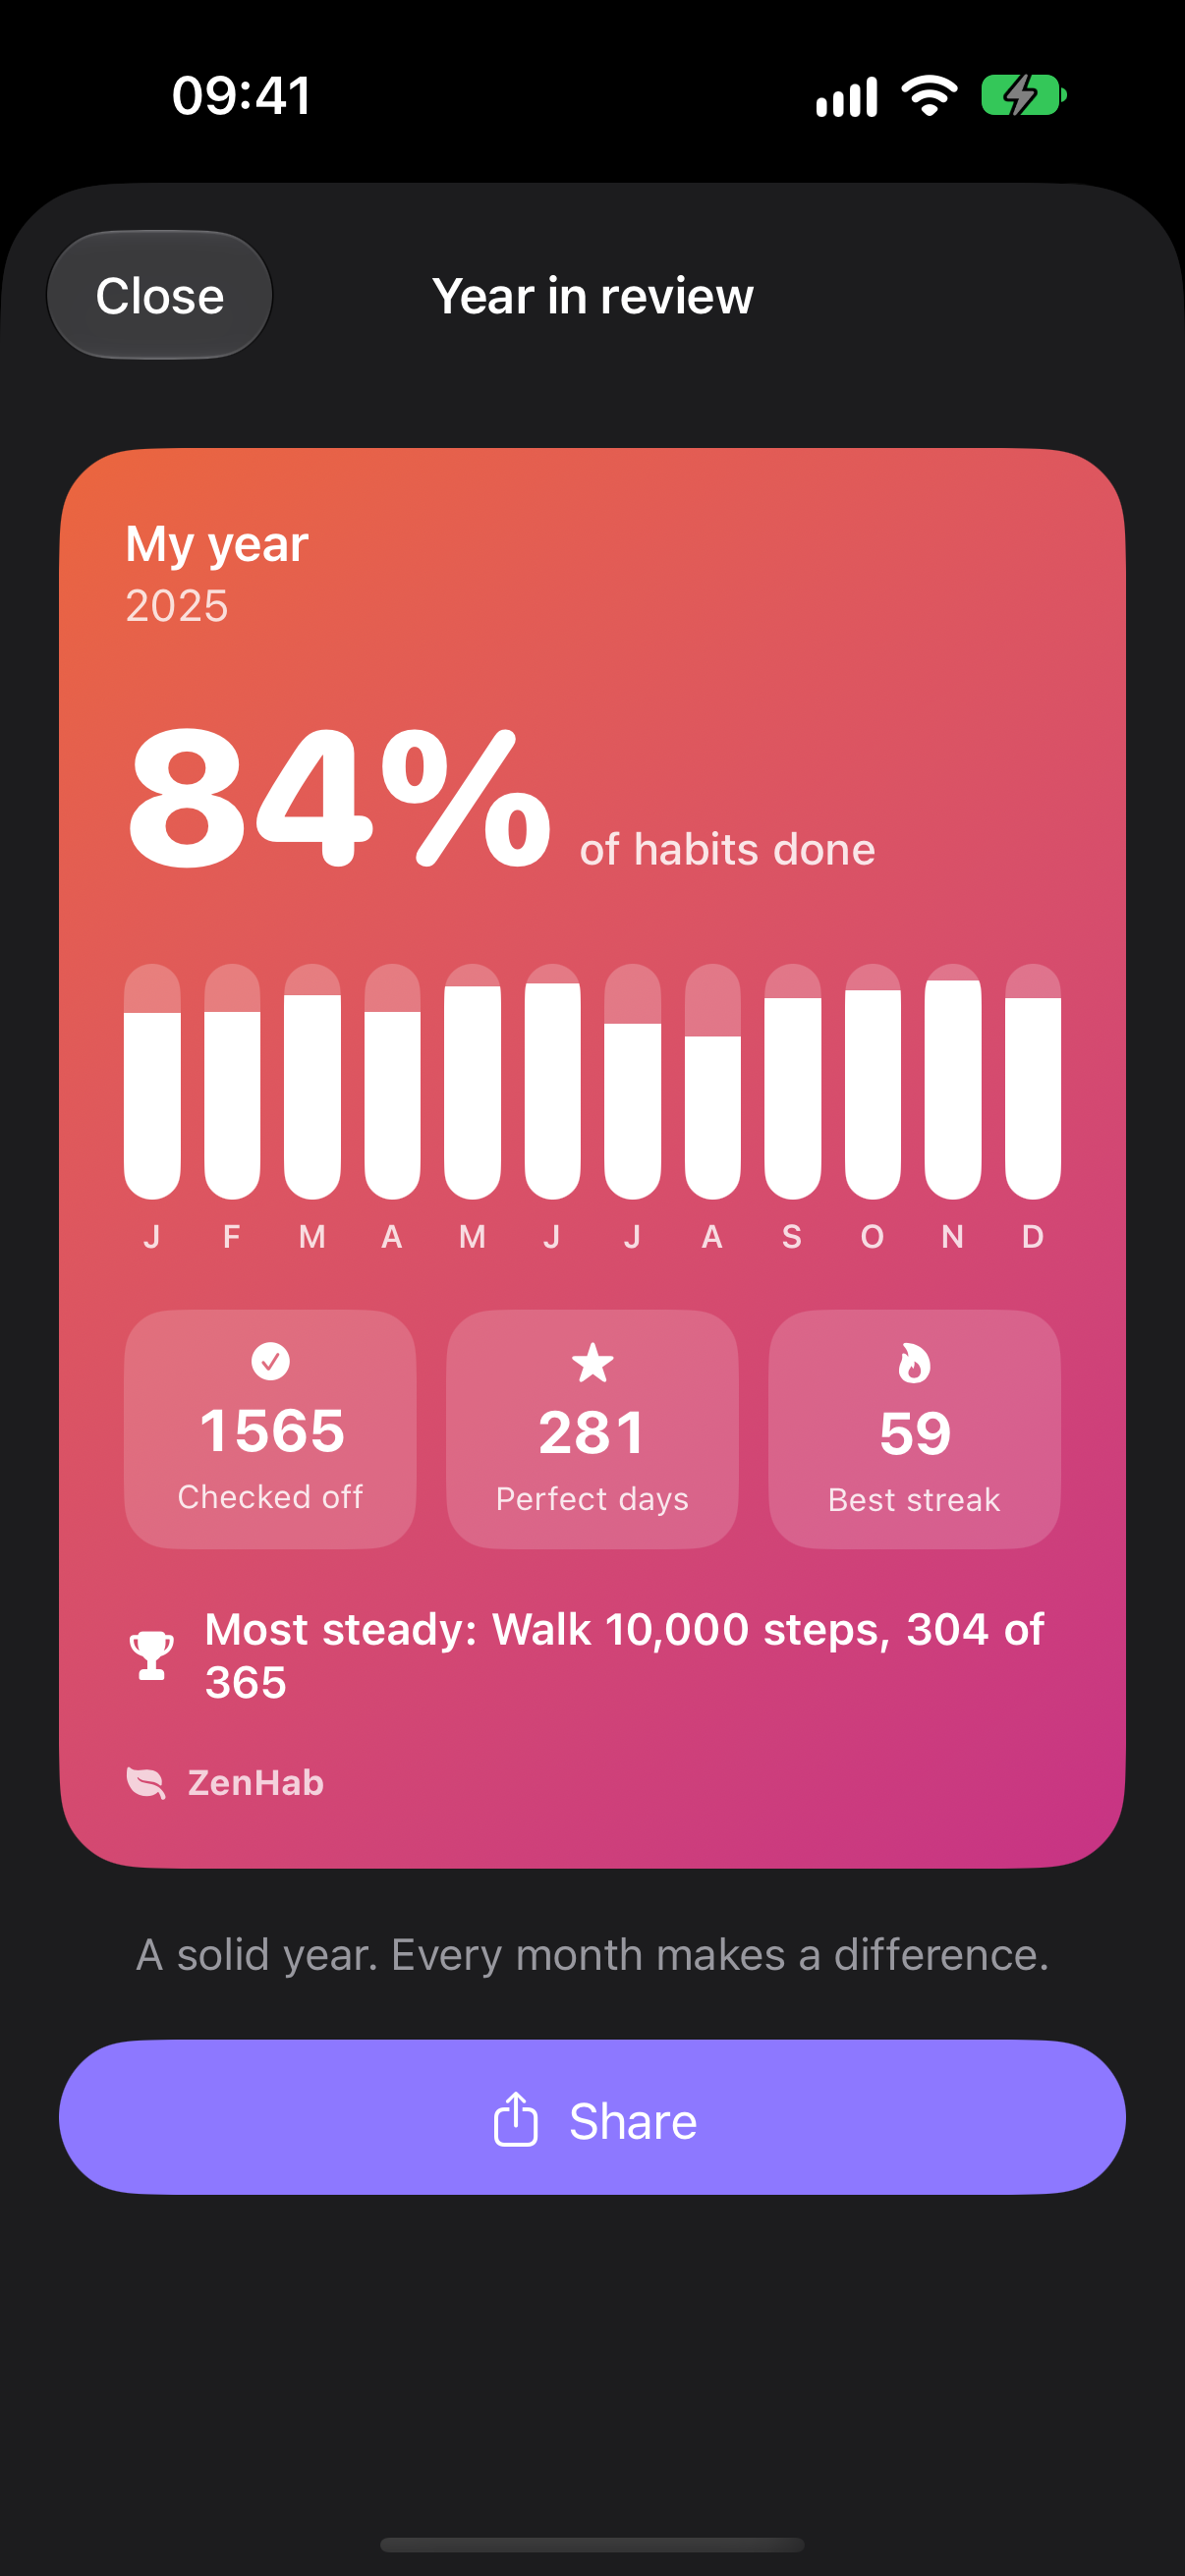 09:41
Close
Year in review
My year
2025
84% of habits done
J F M A M J J A S O N D
1565
Checked off
281
Perfect days
59
Best streak
Most steady: Walk 10,000 steps, 304 of
365
ZenHab
A solid year. Every month makes a difference.
Share